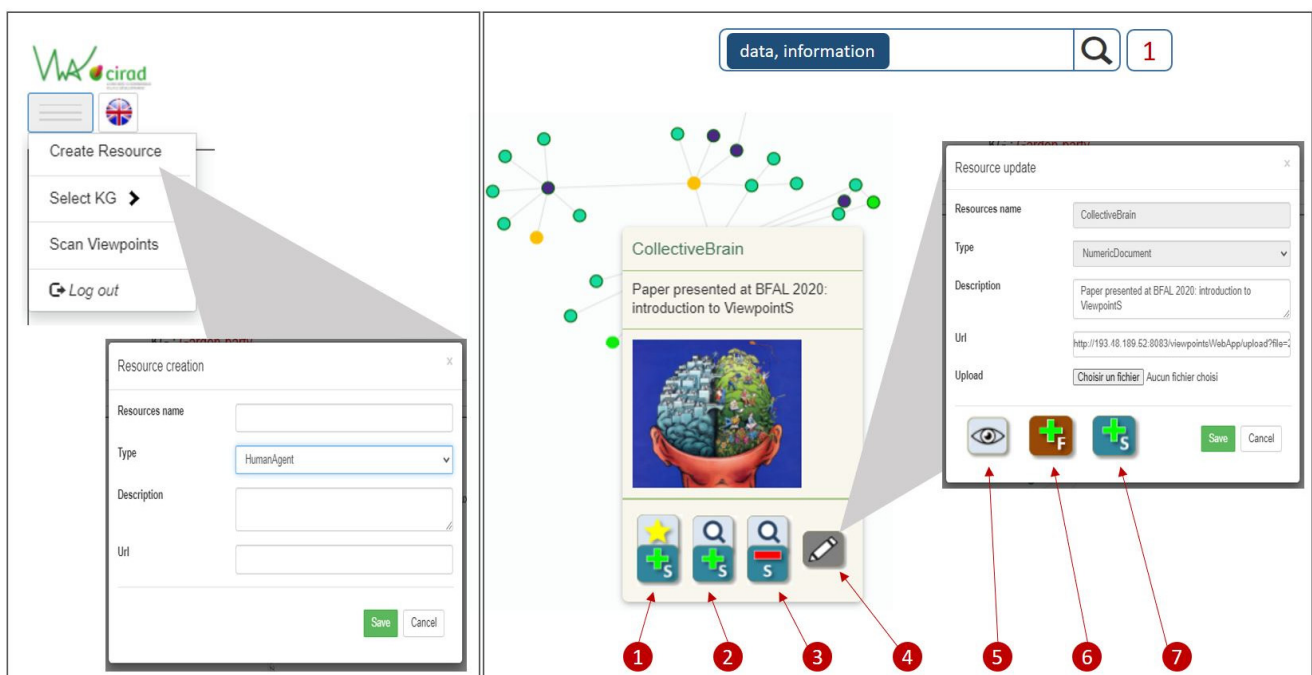 cirad
Create Resource
Select KG
Scan Viewpoints
Log out
Resource creation
x
Resources name
Type
HumanAgent
Description
Url
Save
Cancel
data, information
1
CollectiveBrain
Paper presented at BFAL 2020:
introduction to ViewpointS
S
S
S
Resource update
x
Resources name
CollectiveBrain
Type
NumericDocument
Description
Paper presented at BFAL 2020: introduction to
ViewpointS
Url
http://193.48.189.52:8083/viewpointsWebApp/upload?file=2
Upload
Choisir un fichier Aucun fichier choisi
F
S
Save
Cancel
1
2
3
4
5
6
7